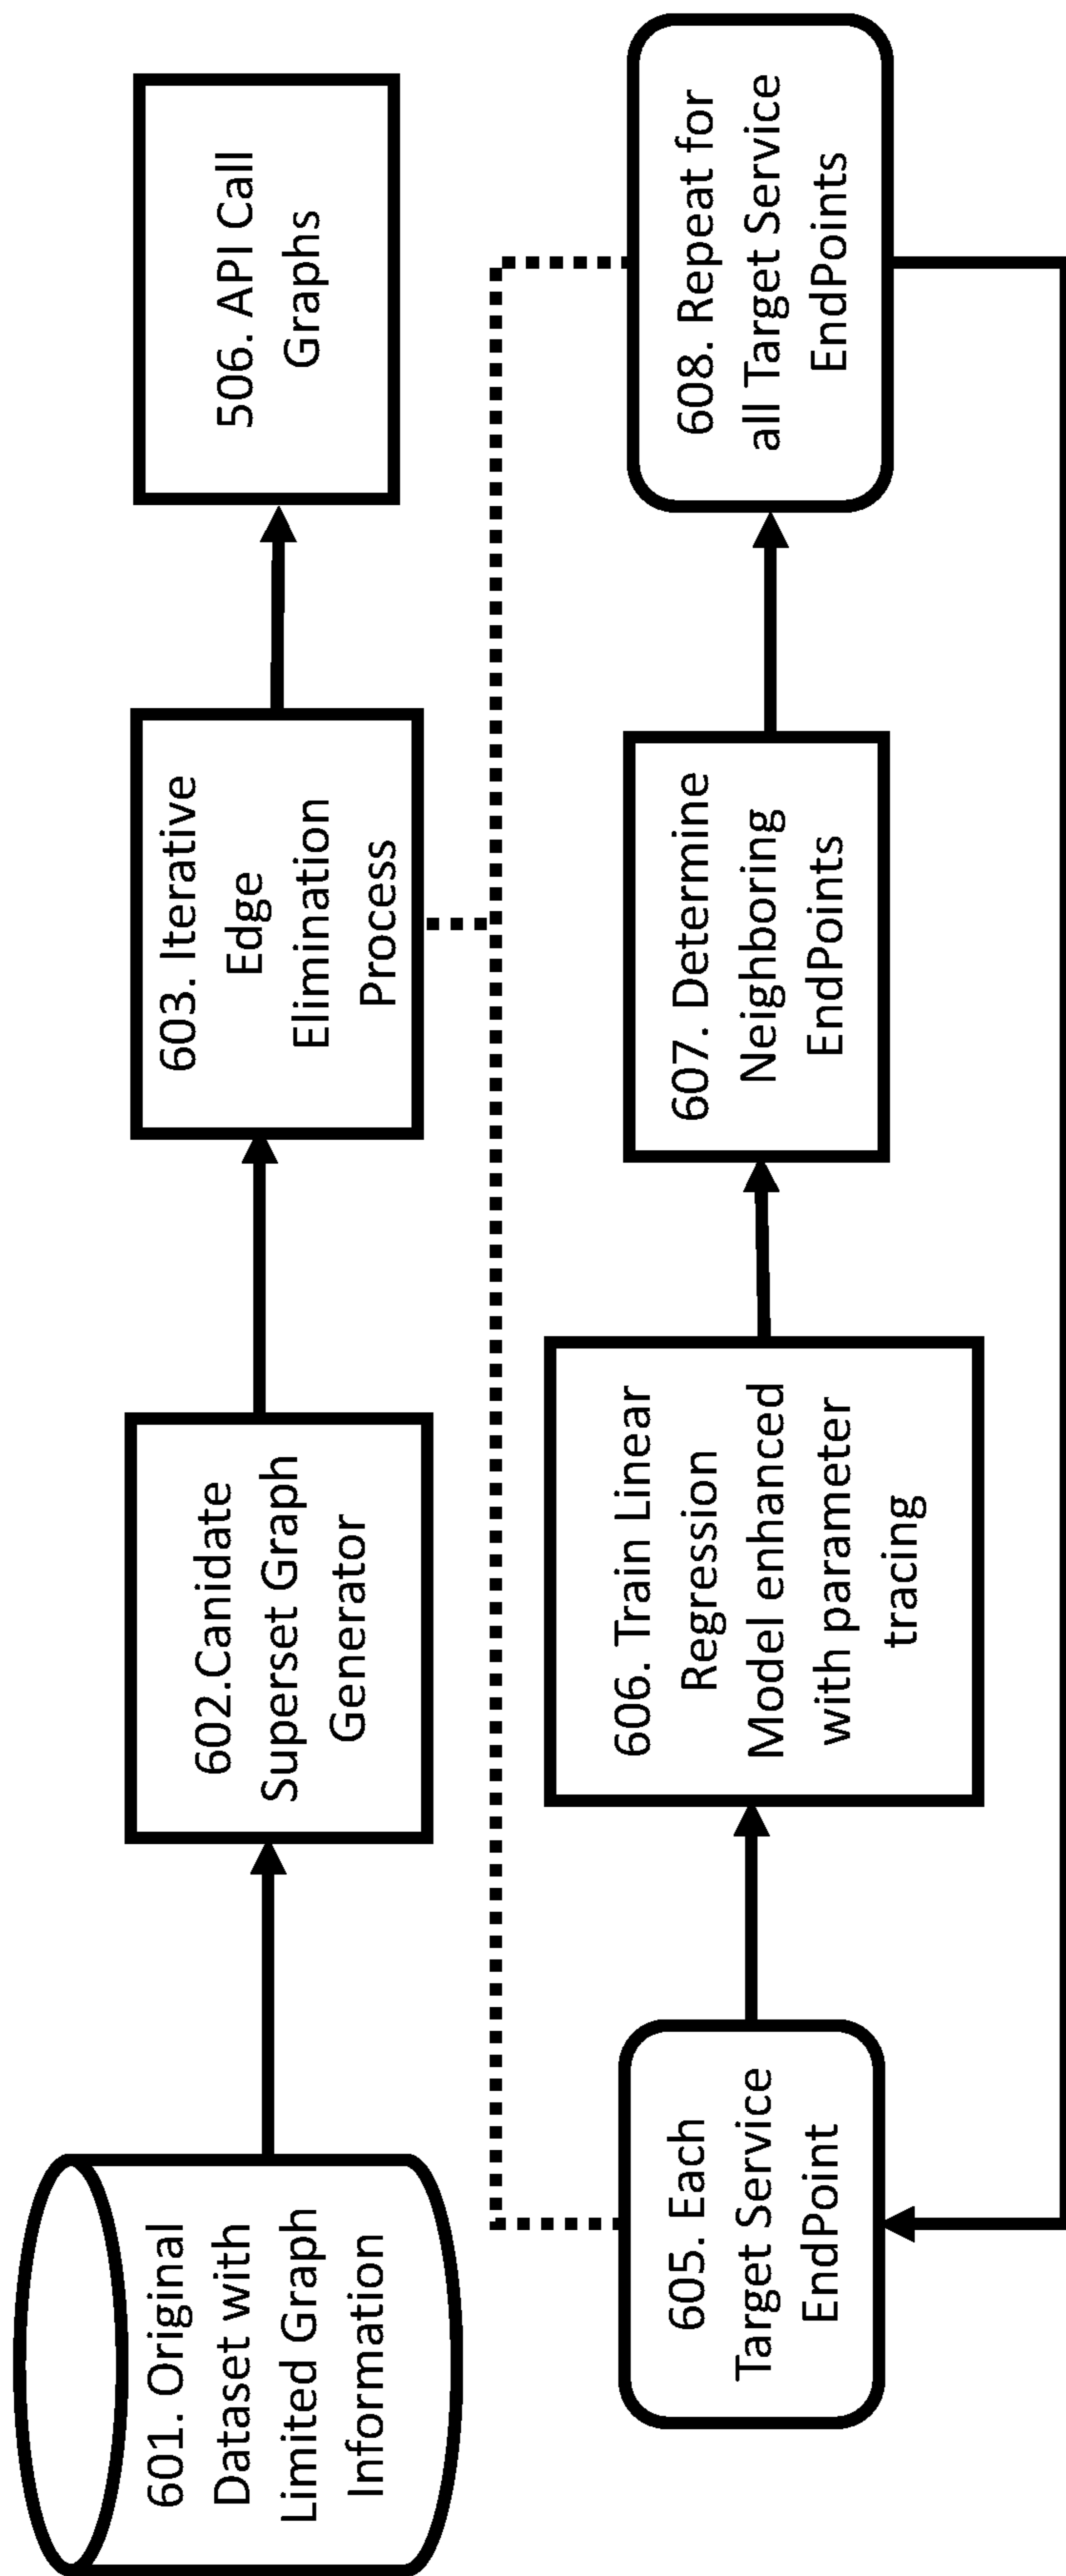 601. Original
Dataset with
Limited Graph
Information
602.Canidate
Superset Graph
Generator
603. Iterative
Edge
Elimination
Process
506. API Call
Graphs
605. Each
Target Service
EndPoint
606. Train Linear
Regression
Model enhanced
with parameter
tracing
607. Determine
Neighboring
EndPoints
608. Repeat for
all Target Service
EndPoints